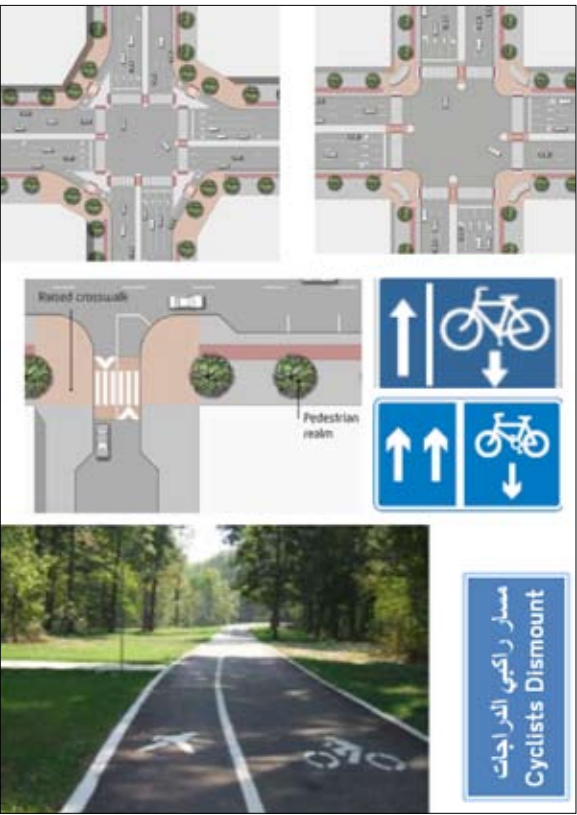 Raised crosswalk
Pedestrian
realm
مسار راكبي الدراجات
Cyclists Dismount